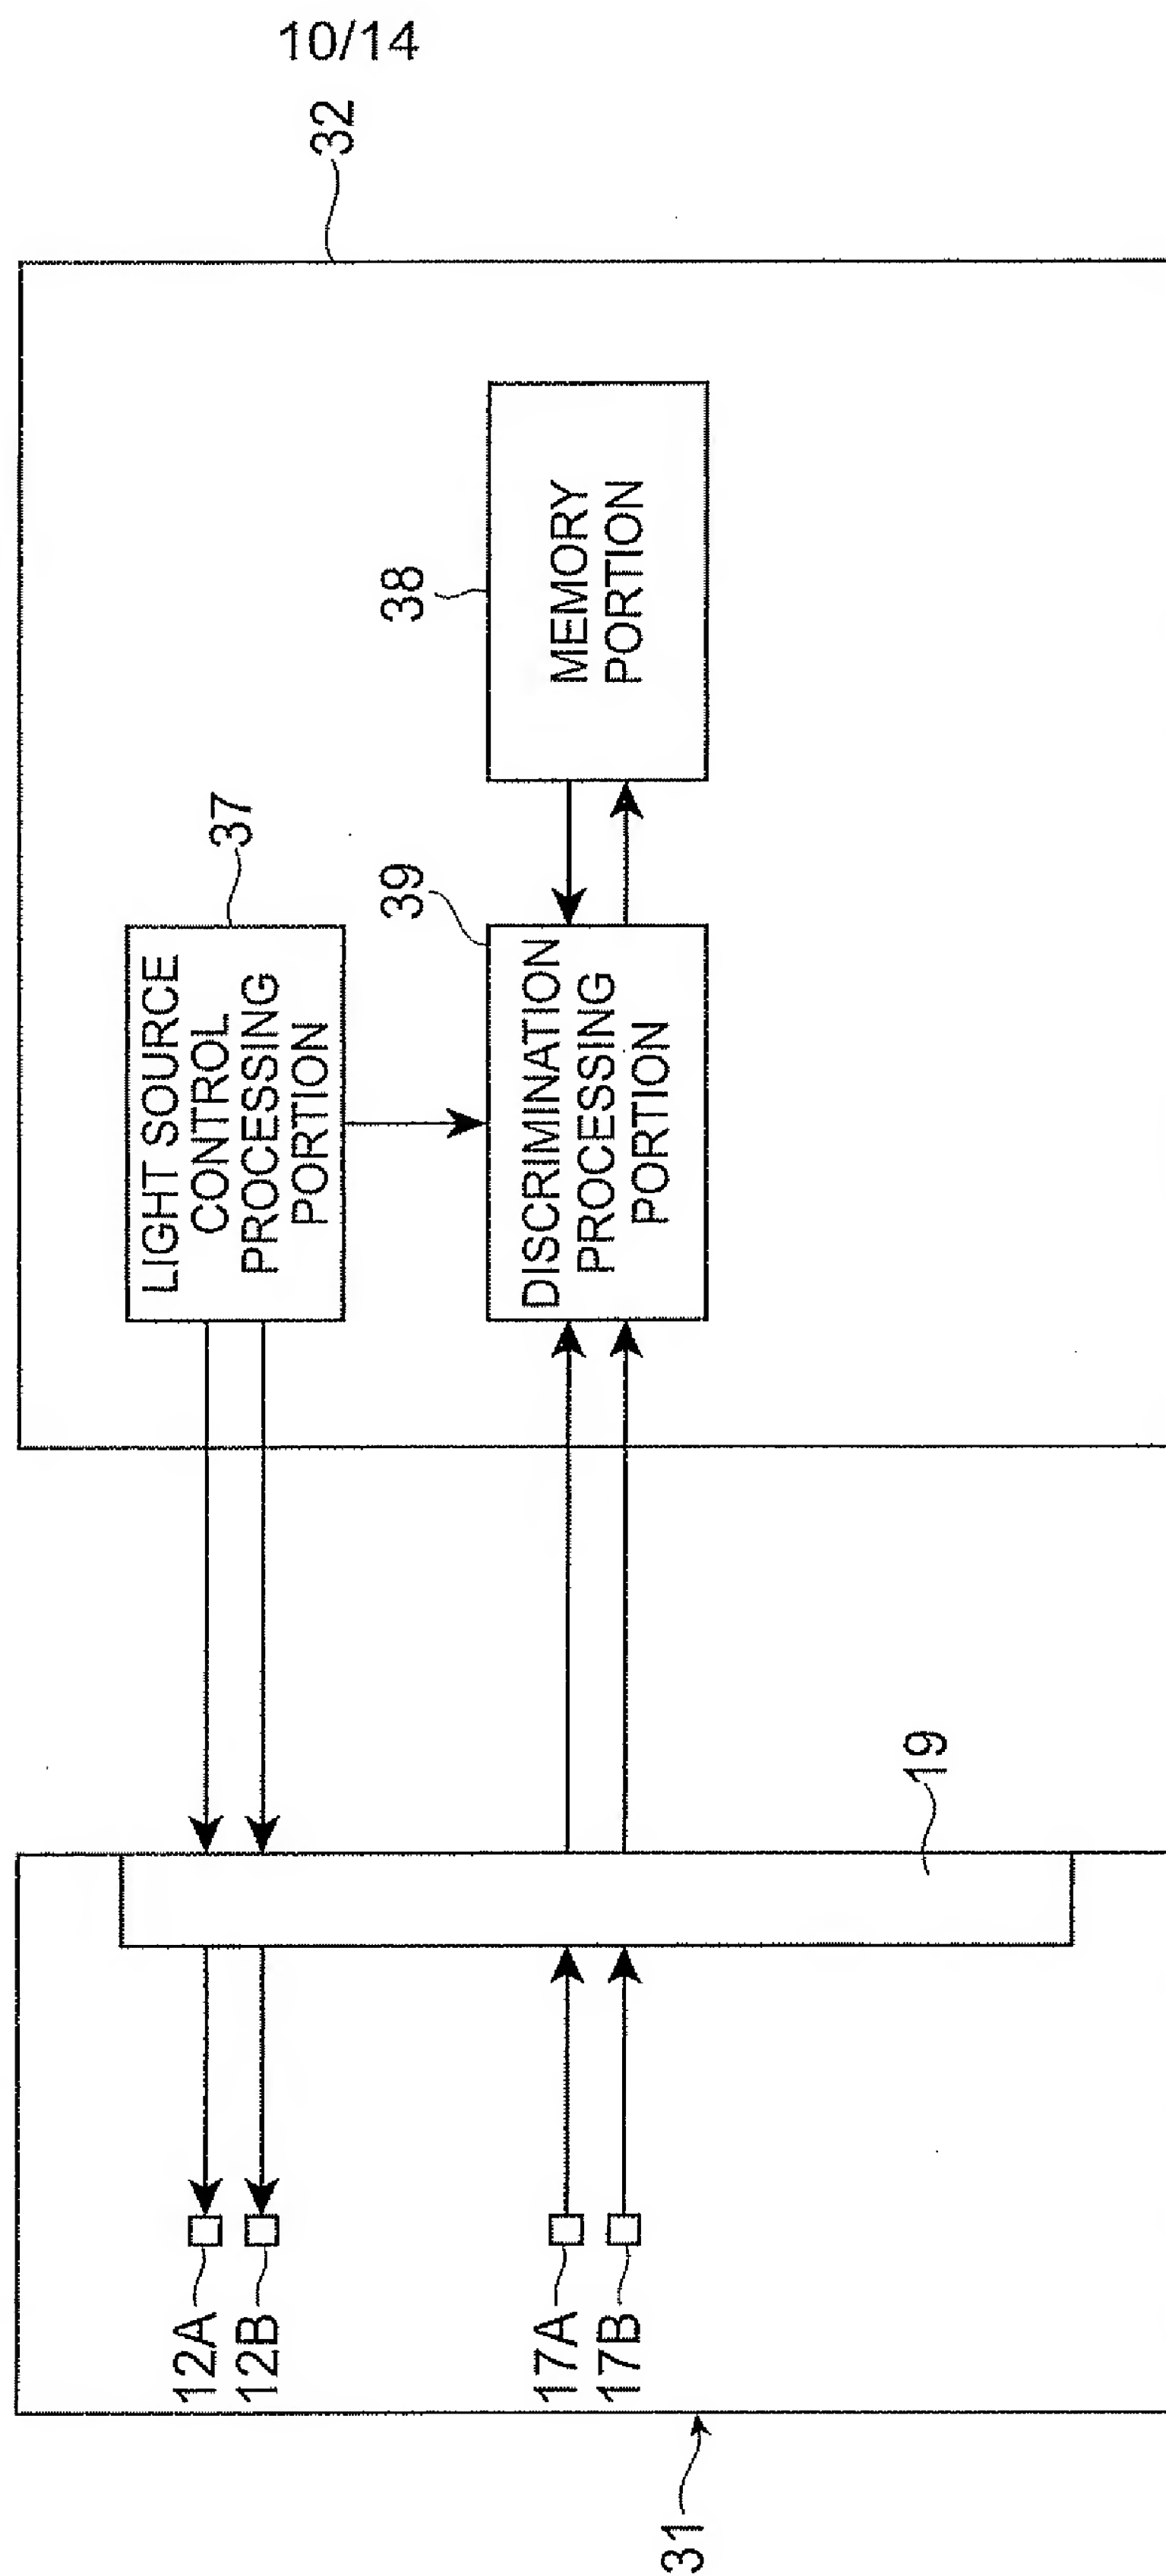 10/14
32
37
LIGHT SOURCE
CONTROL
PROCESSING
PORTION
38
MEMORY
PORTION
39
DISCRIMINATION
PROCESSING
PORTION
19
12A
12B
17A
17B
31